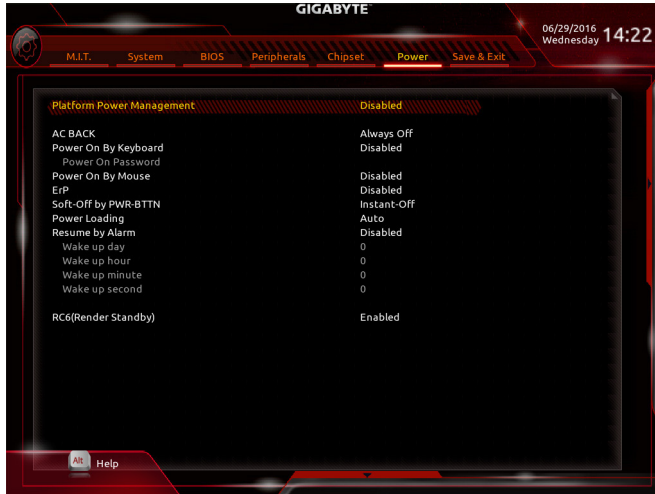 GIGABYTE™
06/29/2016
Wednesday 14:22
M.I.T. System BIOS Peripherals Chipset Power Save & Exit
Platform Power Management Disabled
AC BACK Always Off
Power On By Keyboard Disabled
Power On Password
Power On By Mouse Disabled
ErP Disabled
Soft-Off by PWR-BTTN Instant-Off
Power Loading Auto
Resume by Alarm Disabled
Wake up day 0
Wake up hour 0
Wake up minute 0
Wake up second 0
RC6(Render Standby) Enabled
Alt Help